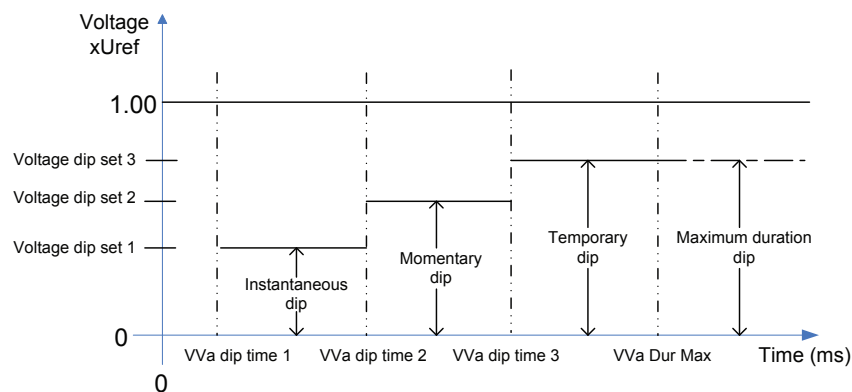 Voltage
xUref
1.00
Voltage dip set 3
Voltage dip set 2
Voltage dip set 1
Instantaneous
dip
Momentary
dip
Temporary
dip
Maximum duration
dip
0
VVa dip time 1
VVa dip time 2
VVa dip time 3
VVa Dur Max
Time (ms)
0